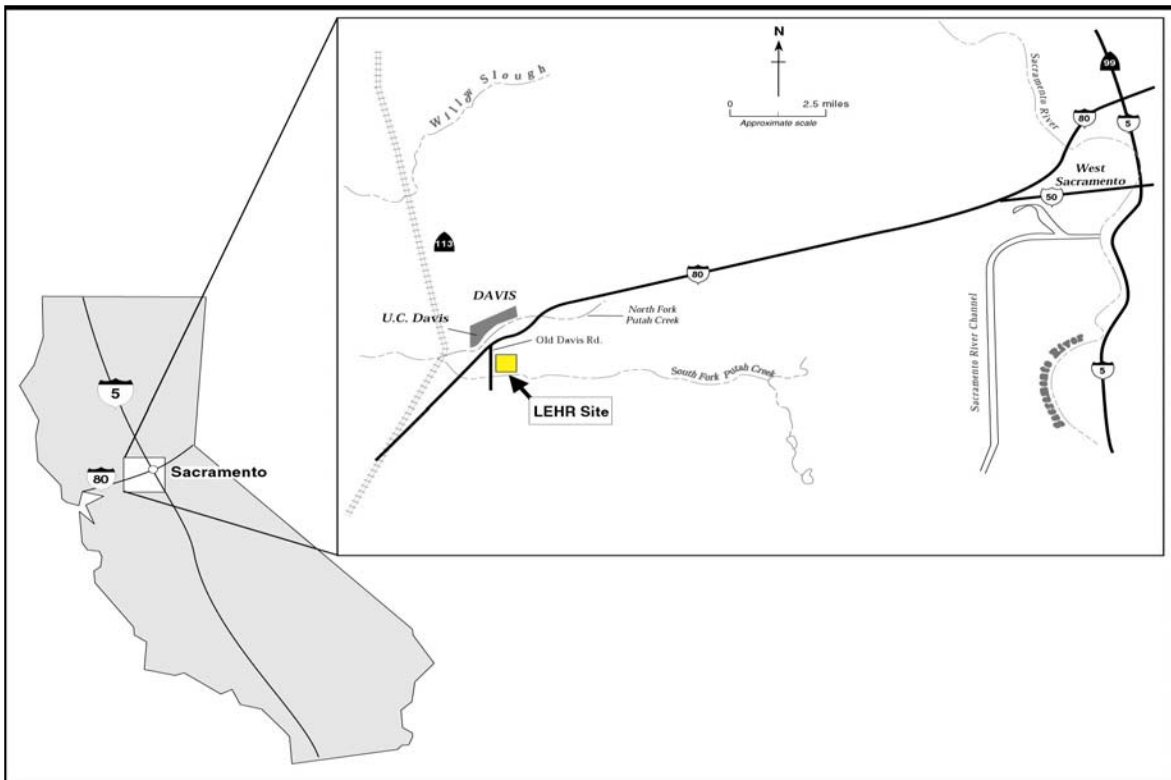 N
0 2.5 miles
Approximate scale
Willow Slough
Sacramento River
99
80
5
West
Sacramento
50
113
80
DAVIS
U.C. Davis
North Fork
Putah Creek
Old Davis Rd.
South Fork Putah Creek
LEHR Site
Sacramento River Channel
Sacramento River
5
5
80
Sacramento